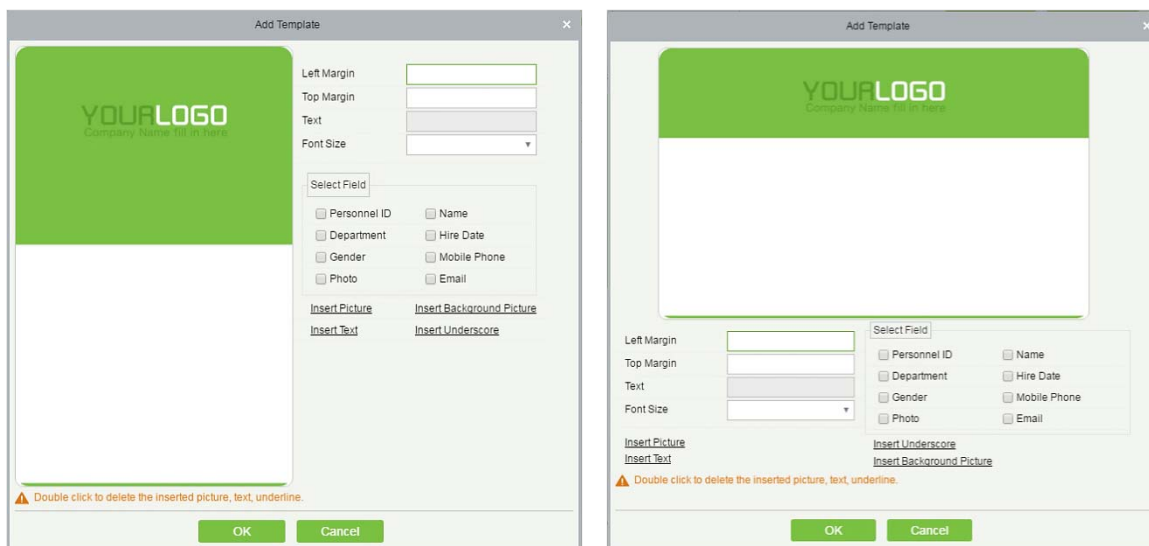 Add Template
YOURLOGO
Company Name fill in here
Left Margin
Top Margin
Text
Font Size
Select Field
Personnel ID Name
Department Hire Date
Gender Mobile Phone
Photo Email
Insert Picture Insert Background Picture
Insert Text Insert Underscore
Double click to delete the inserted picture, text, underline.
OK Cancel
Add Template
YOURLOGO
Company Name fill in here
Left Margin
Top Margin
Text
Font Size
Select Field
Personnel ID Name
Department Hire Date
Gender Mobile Phone
Photo Email
Insert Picture Insert Underscore
Insert Text Insert Background Picture
Double click to delete the inserted picture, text, underline.
OK Cancel